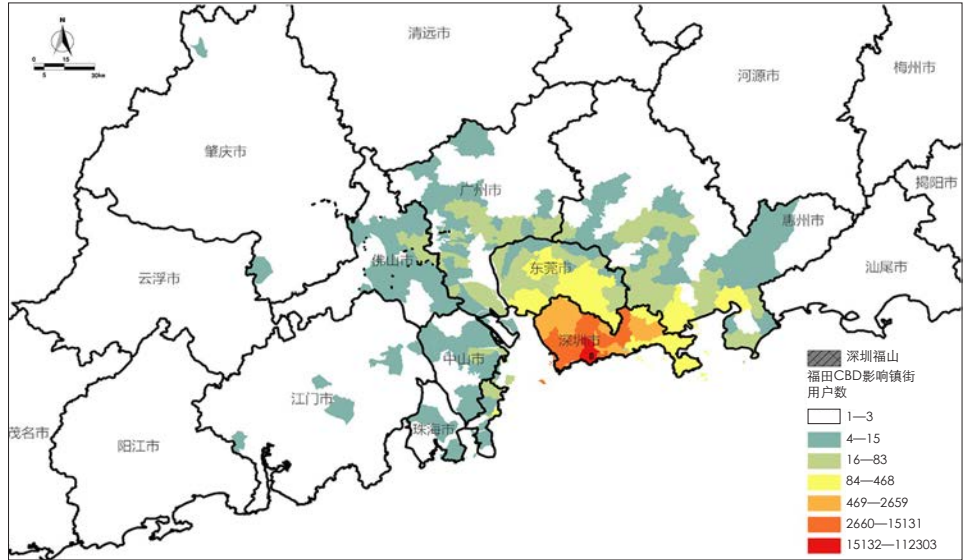 N
0 15
5 30km
清远市
河源市
梅州市
肇庆市
揭阳市
广州市
惠州市
佛山市
东莞市
云浮市
汕尾市
深圳市
中山市
江门市
珠海市
茂名市
阳江市
深圳福山
福田CBD影响镇街
用户数
1—3
4—15
16—83
84—468
469—2659
2660—15131
15132—112303